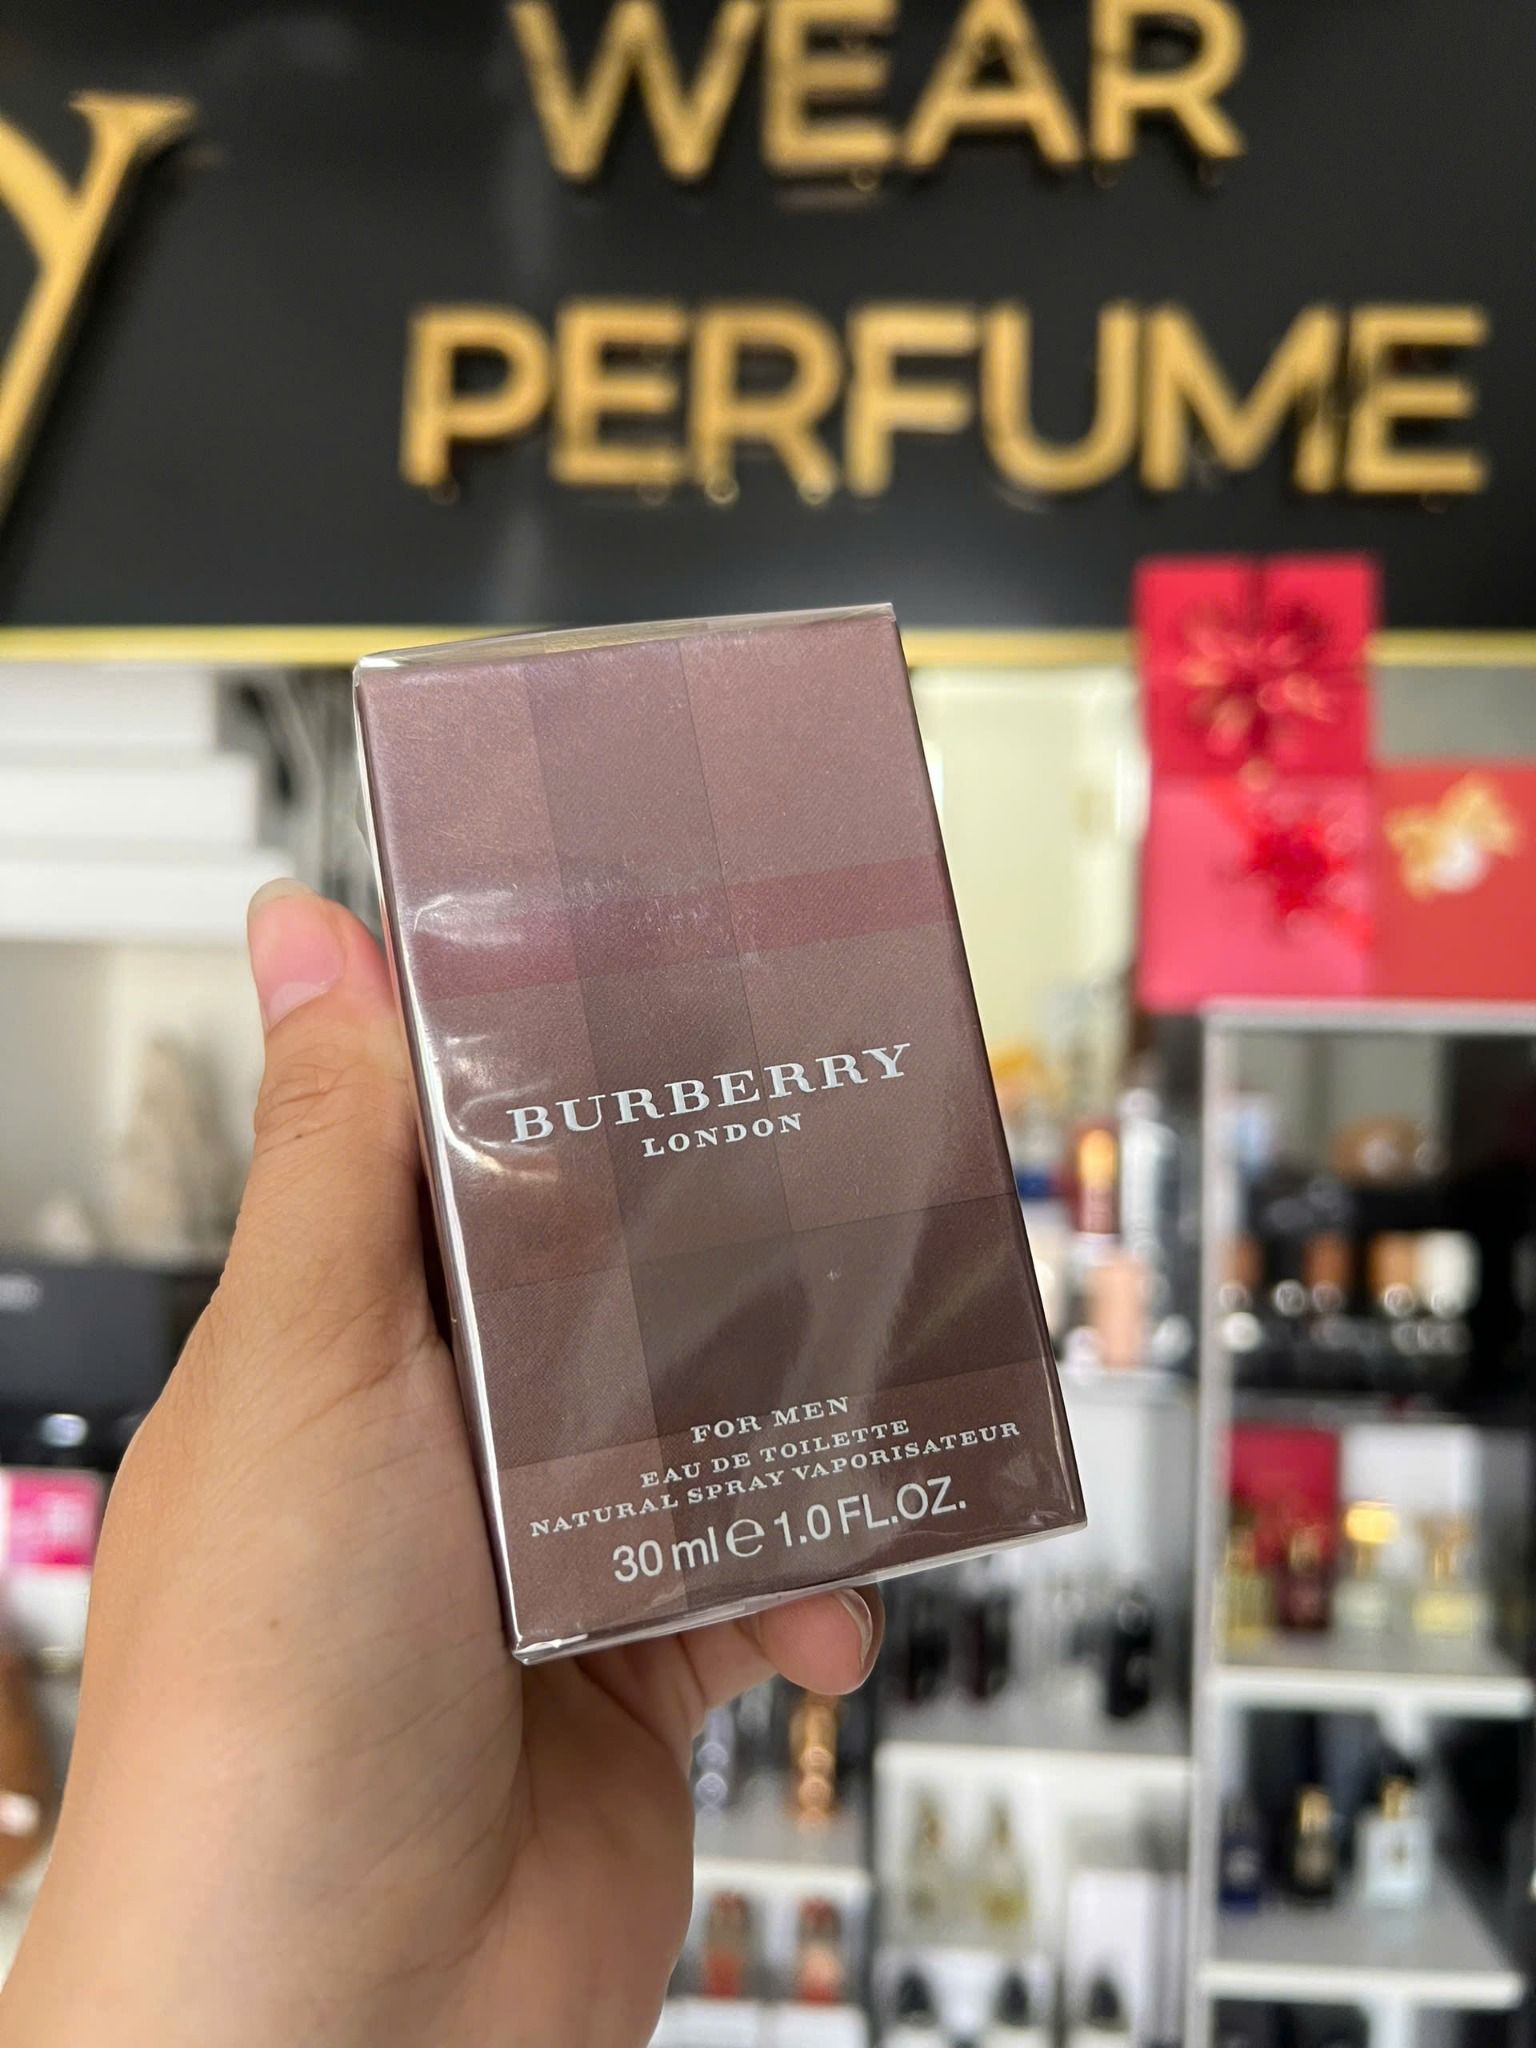 y
WEAR
PERFUME
BURBERRY
LONDON
FOR MEN
EAU DE TOILETTE
NATURAL SPRAY VAPORISATEUR
30 ml ℮ 1.0 FL.OZ.